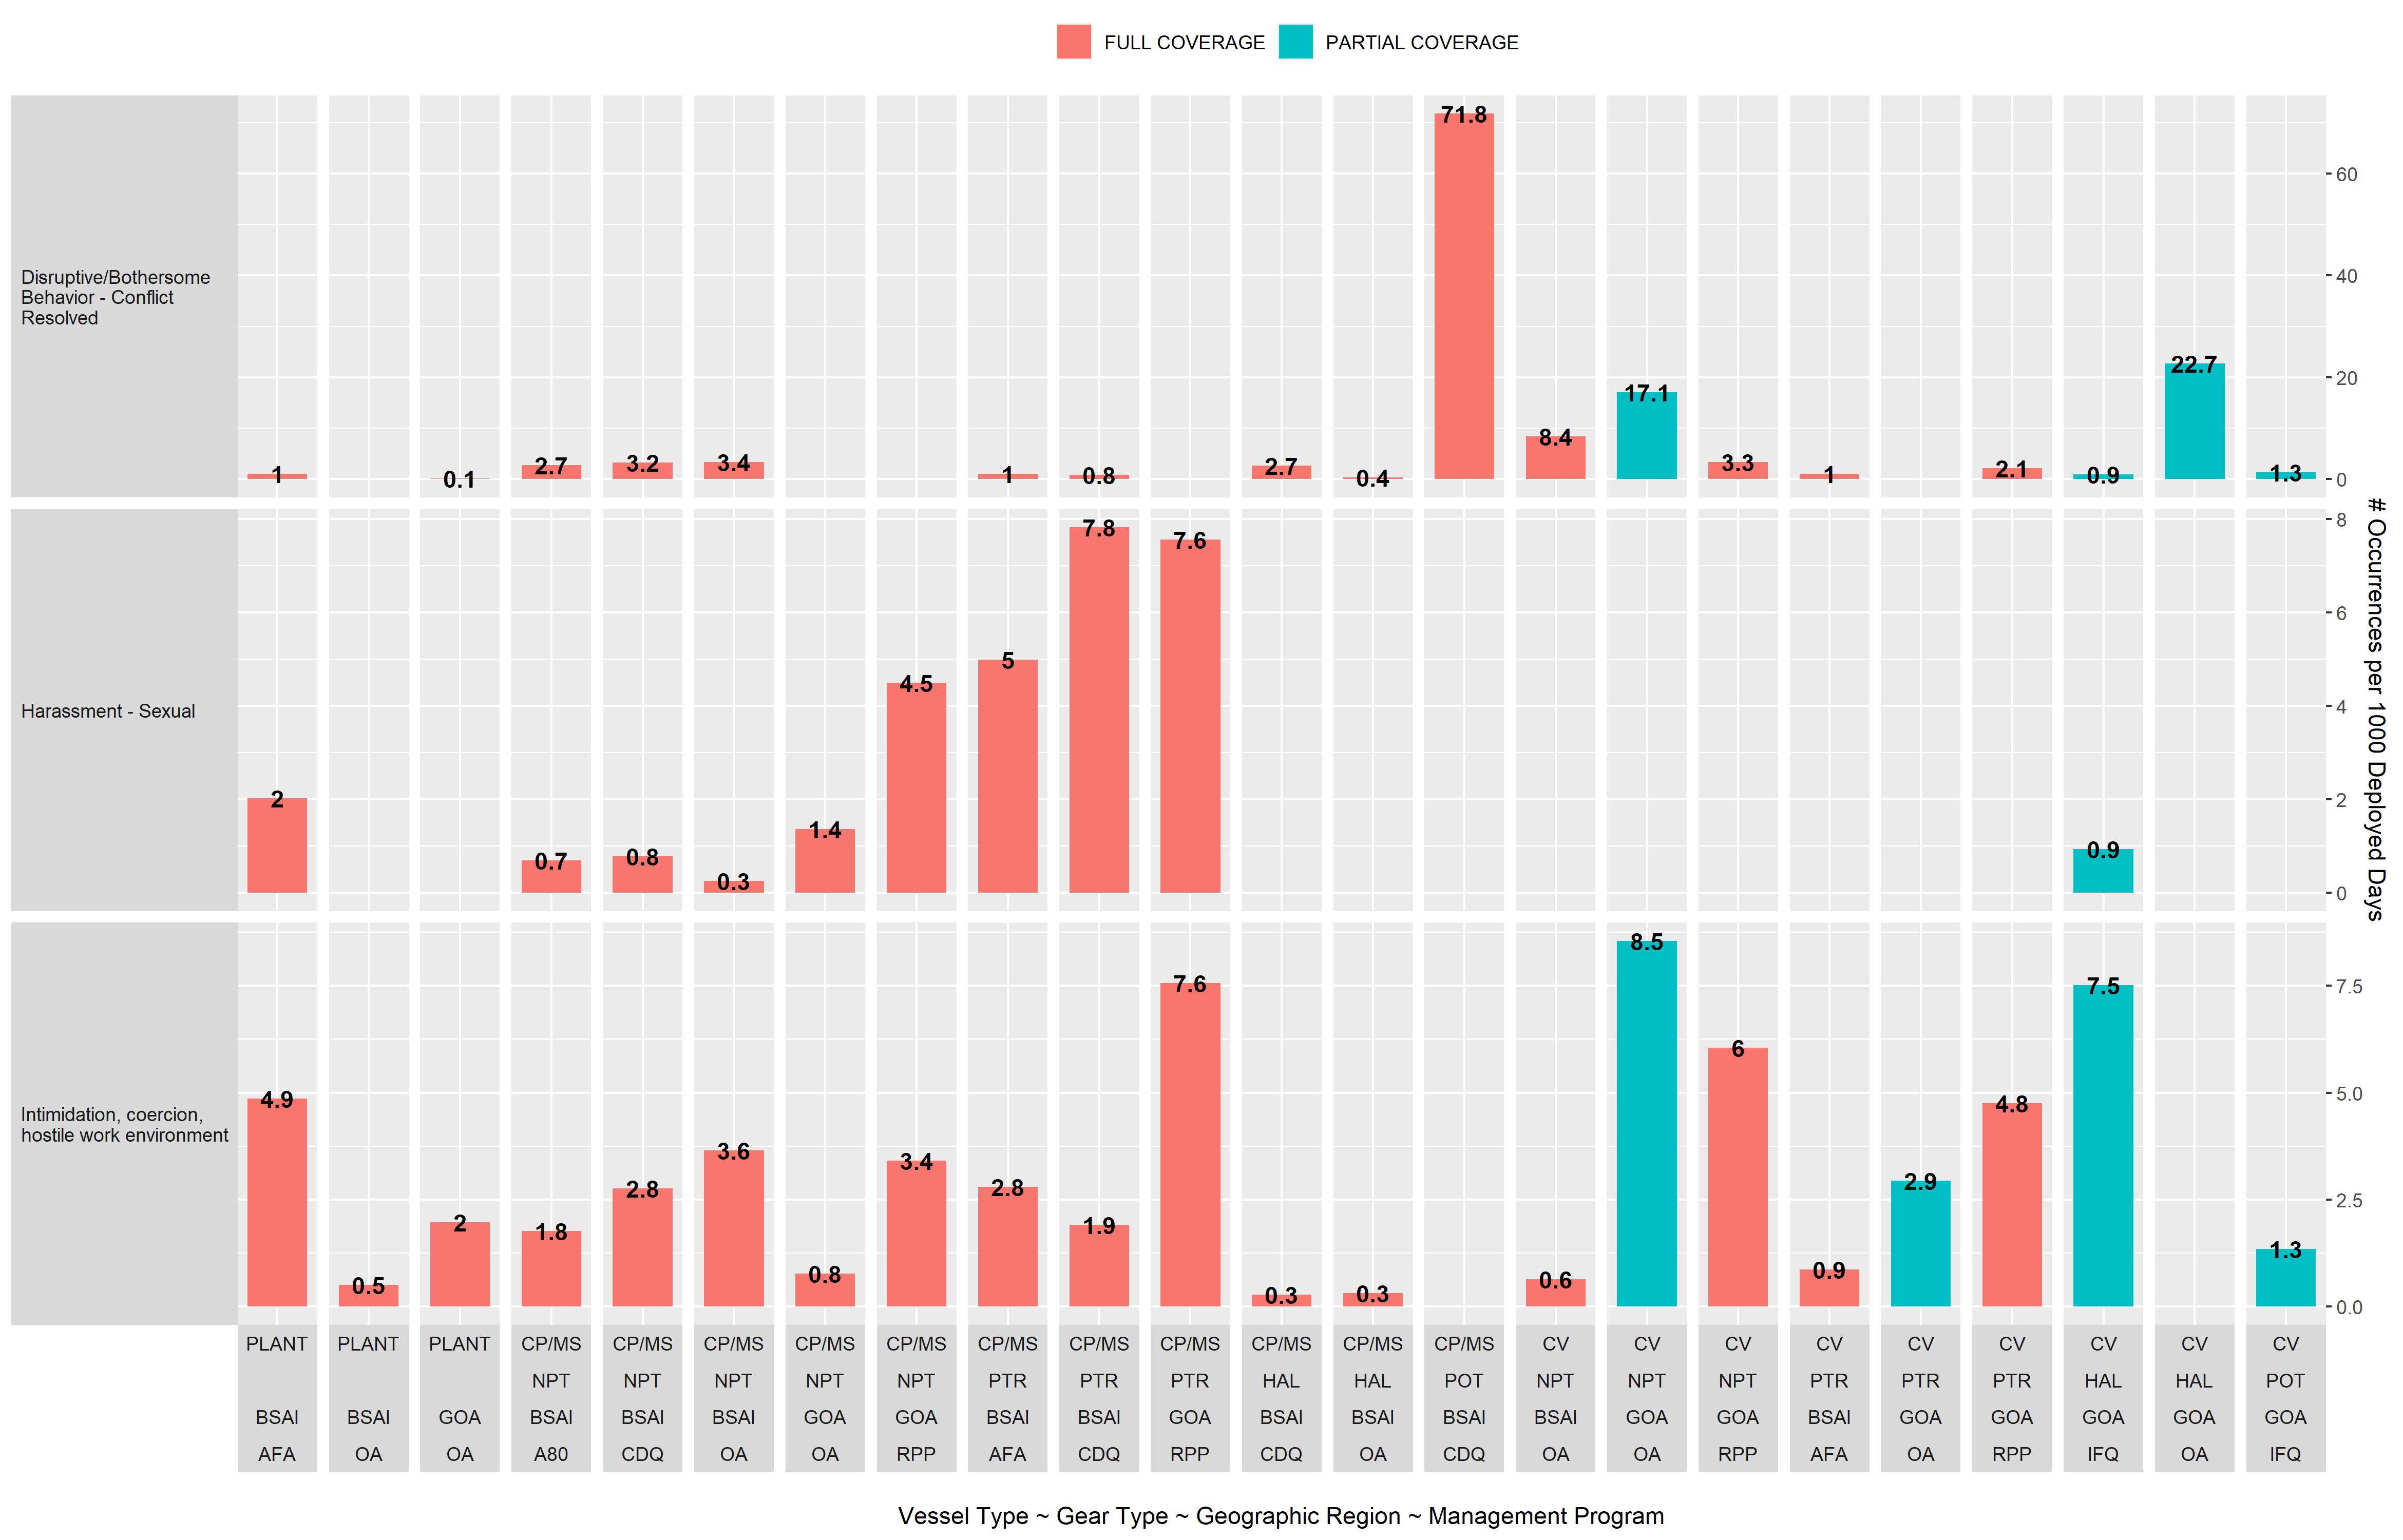 FULL COVERAGE PARTIAL COVERAGE
Disruptive/Bothersome
Behavior - Conflict
Resolved
1 0.1 2.7 3.2 3.4 1 0.8 2.7 0.4 71.8 8.4 17.1 3.3 1 2.1 0.9 22.7 1.3
60
40
20
0
Harassment - Sexual
2 0.7 0.8 0.3 1.4 4.5 5 7.8 7.6 0.9
8
6
4
2
0
Intimidation, coercion,
hostile work environment
4.9 0.5 2 1.8 2.8 3.6 0.8 3.4 2.8 1.9 7.6 0.3 0.3 0.6 8.5 6 0.9 2.9 4.8 7.5 1.3
7.5
5.0
2.5
0.0
# Occurrences per 1000 Deployed Days
PLANT PLANT PLANT CP/MS CP/MS CP/MS CP/MS CP/MS CP/MS CP/MS CP/MS CP/MS CP/MS CP/MS CV CV CV CV CV CV CV CV CV
NPT NPT NPT NPT NPT PTR PTR PTR HAL HAL POT NPT NPT NPT PTR PTR PTR HAL HAL POT
BSAI BSAI GOA BSAI BSAI BSAI GOA GOA BSAI BSAI GOA BSAI BSAI BSAI BSAI GOA GOA BSAI GOA GOA GOA GOA GOA
AFA OA OA A80 CDQ OA OA RPP AFA CDQ RPP CDQ OA CDQ OA OA RPP AFA OA RPP IFQ OA IFQ
Vessel Type ~ Gear Type ~ Geographic Region ~ Management Program